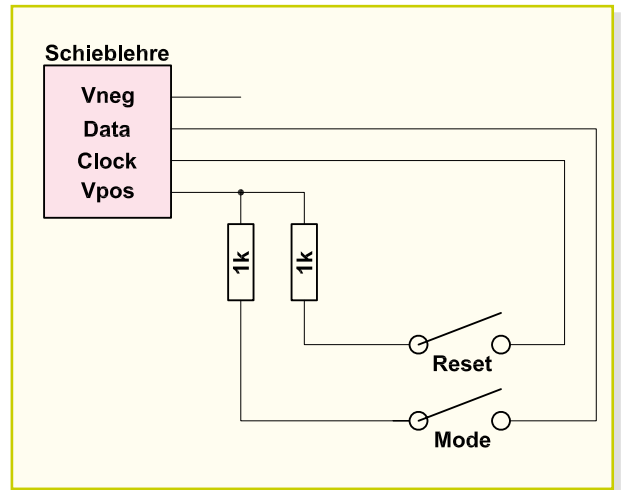 Schieblehre
Vneg
Data
Clock
Vpos
1k
1k
Reset
Mode